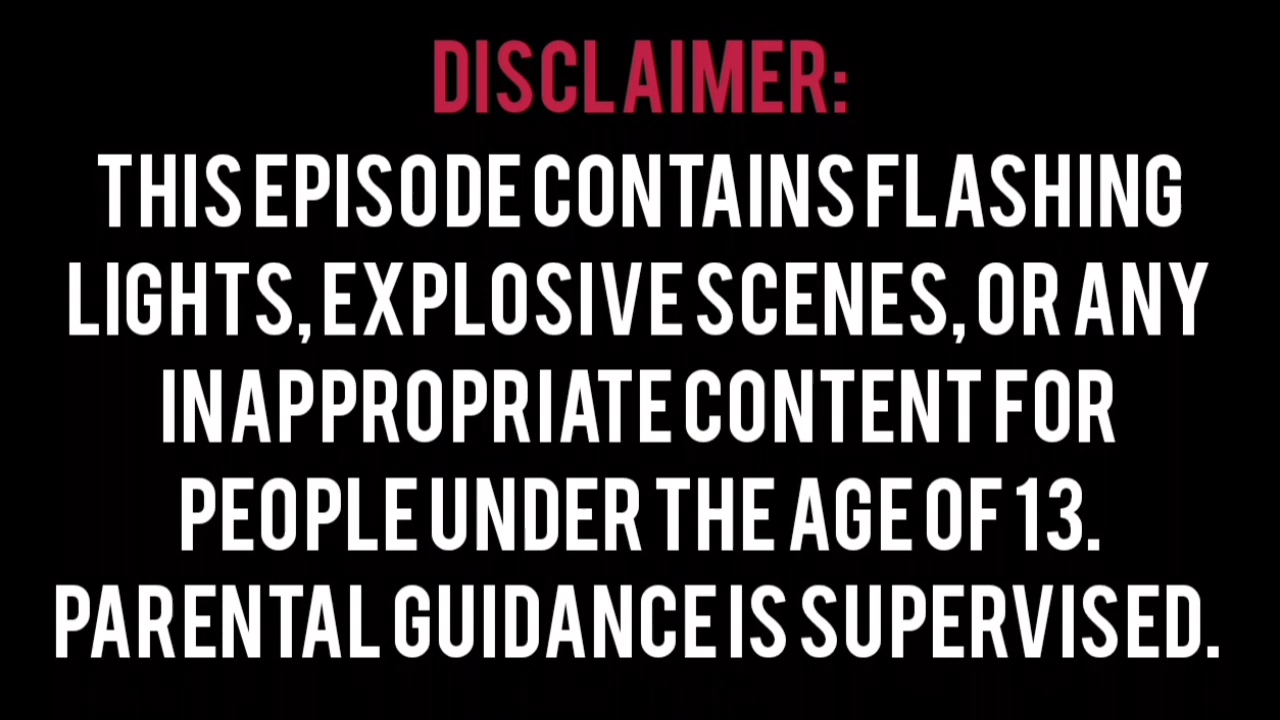 DISCLAIMER:
THIS EPISODE CONTAINS FLASHING
LIGHTS, EXPLOSIVE SCENES, OR ANY
INAPPROPRIATE CONTENT FOR
PEOPLE UNDER THE AGE OF 13.
PARENTAL GUIDANCE IS SUPERVISED.